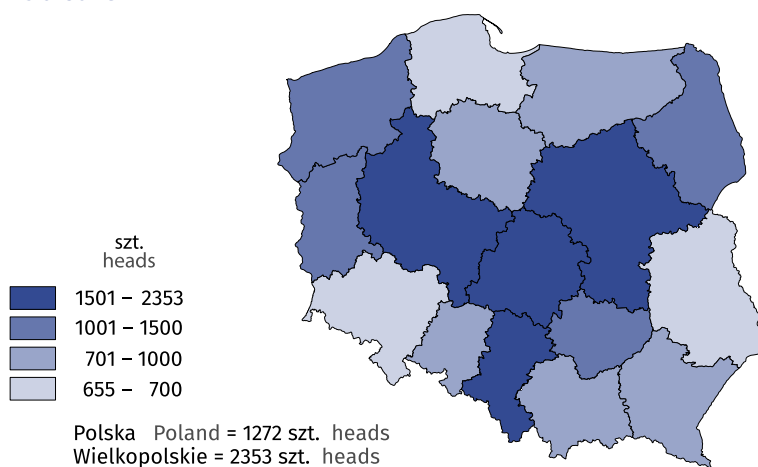 szt.
heads
1501 – 2353
1001 – 1500
701 – 1000
655 – 700
Polska Poland = 1272 szt. heads
Wielkopolskie = 2353 szt. heads